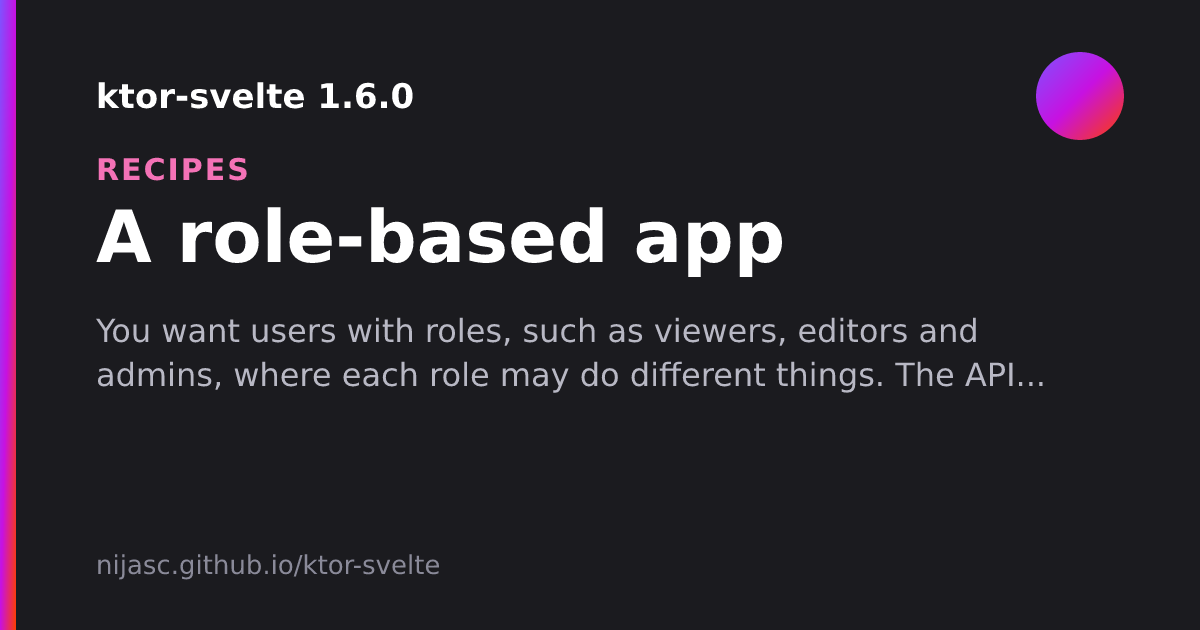 ktor-svelte 1.6.0
RECIPES
A role-based app
You want users with roles, such as viewers, editors and
admins, where each role may do different things. The API...
nijasc.github.io/ktor-svelte